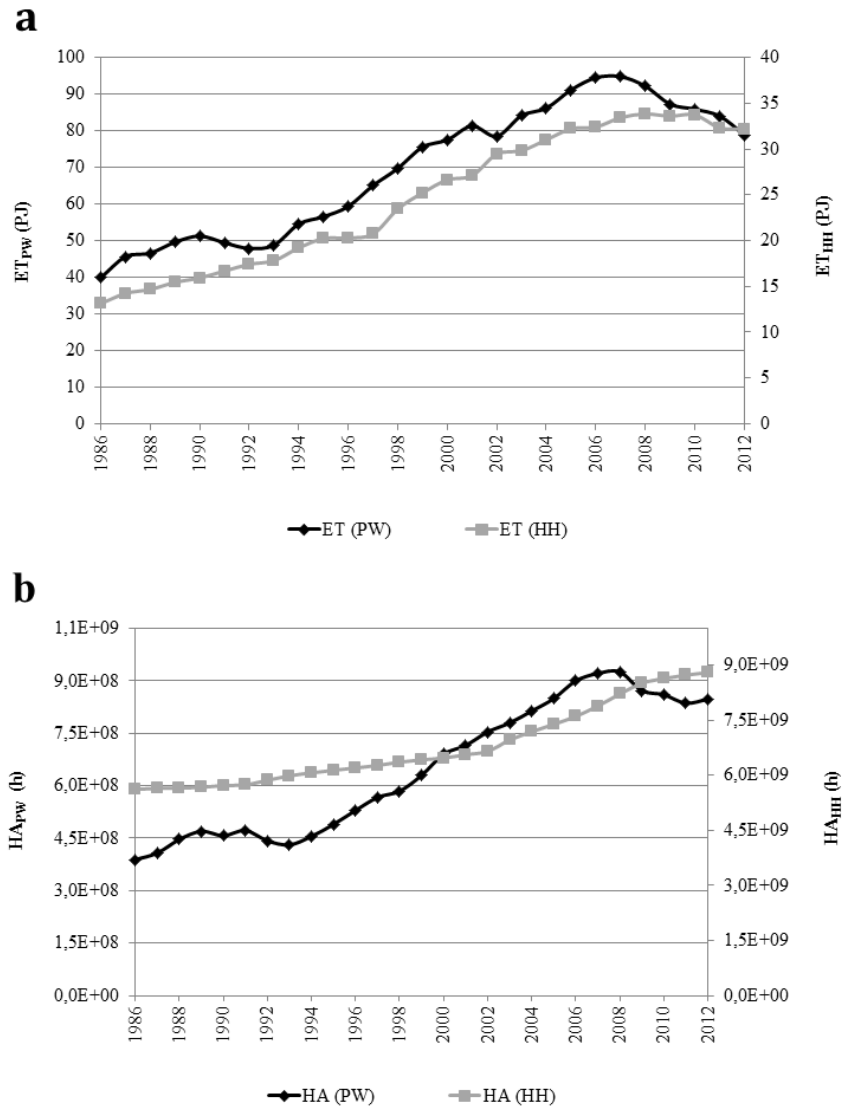 a
100
90
80
70
60
50
40
30
20
10
0
ET_PW (PJ)
40
35
30
25
20
15
10
5
0
ET_HH (PJ)
1986 1988 1990 1992 1994 1996 1998 2000 2002 2004 2006 2008 2010 2012
ET (PW) ET (HH)
b
1,1E+09
9,0E+08
7,5E+08
6,0E+08
4,5E+08
3,0E+08
1,5E+08
0,0E+00
HA_PW (h)
9,0E+09
7,5E+09
6,0E+09
4,5E+09
3,0E+09
1,5E+09
0,0E+00
HA_HH (h)
1986 1988 1990 1992 1994 1996 1998 2000 2002 2004 2006 2008 2010 2012
HA (PW) HA (HH)